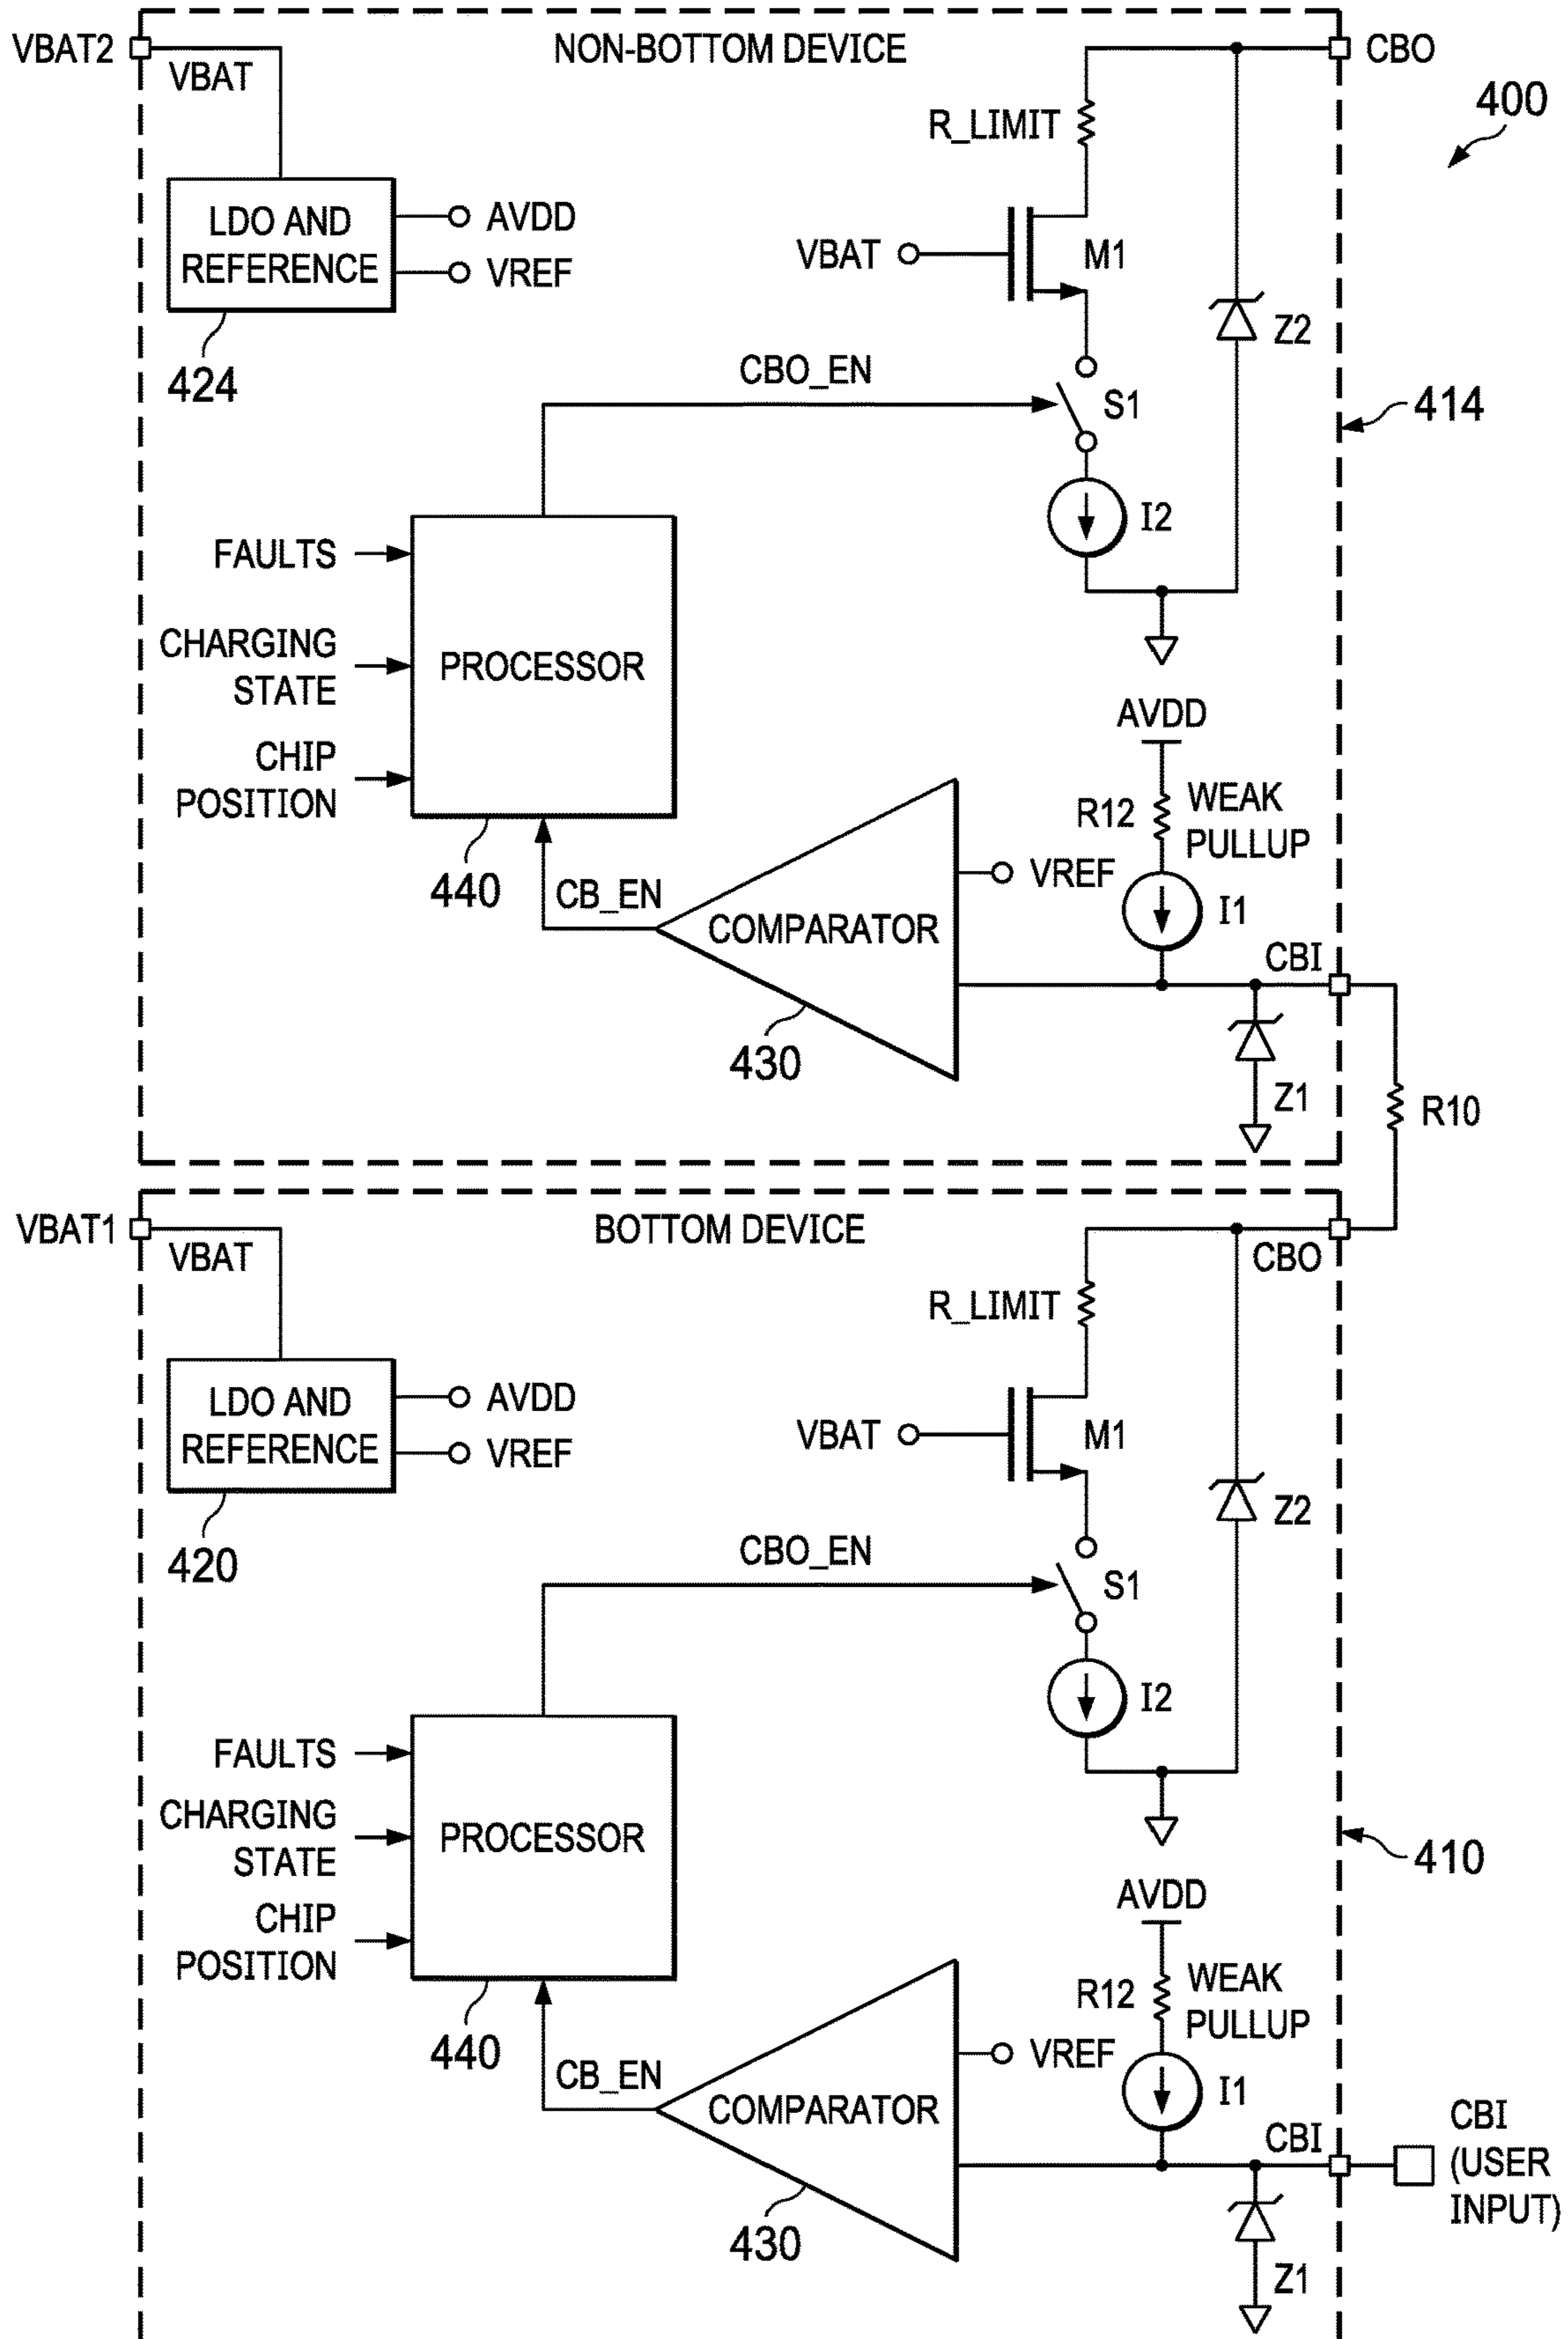 VBAT2
VBAT
NON-BOTTOM DEVICE
CBO
400
R_LIMIT
LDO AND
REFERENCE
AVDD
VREF
424
VBAT
M1
Z2
CBO_EN
S1
414
I2
FAULTS
CHARGING
STATE
CHIP
POSITION
PROCESSOR
440
CB_EN
COMPARATOR
430
VREF
AVDD
R12
WEAK
PULLUP
I1
CBI
Z1
R10
VBAT1
VBAT
BOTTOM DEVICE
CBO
R_LIMIT
LDO AND
REFERENCE
AVDD
VREF
420
VBAT
M1
Z2
CBO_EN
S1
I2
FAULTS
CHARGING
STATE
CHIP
POSITION
PROCESSOR
410
440
CB_EN
COMPARATOR
430
VREF
AVDD
R12
WEAK
PULLUP
I1
CBI
Z1
CBI
(USER
INPUT)